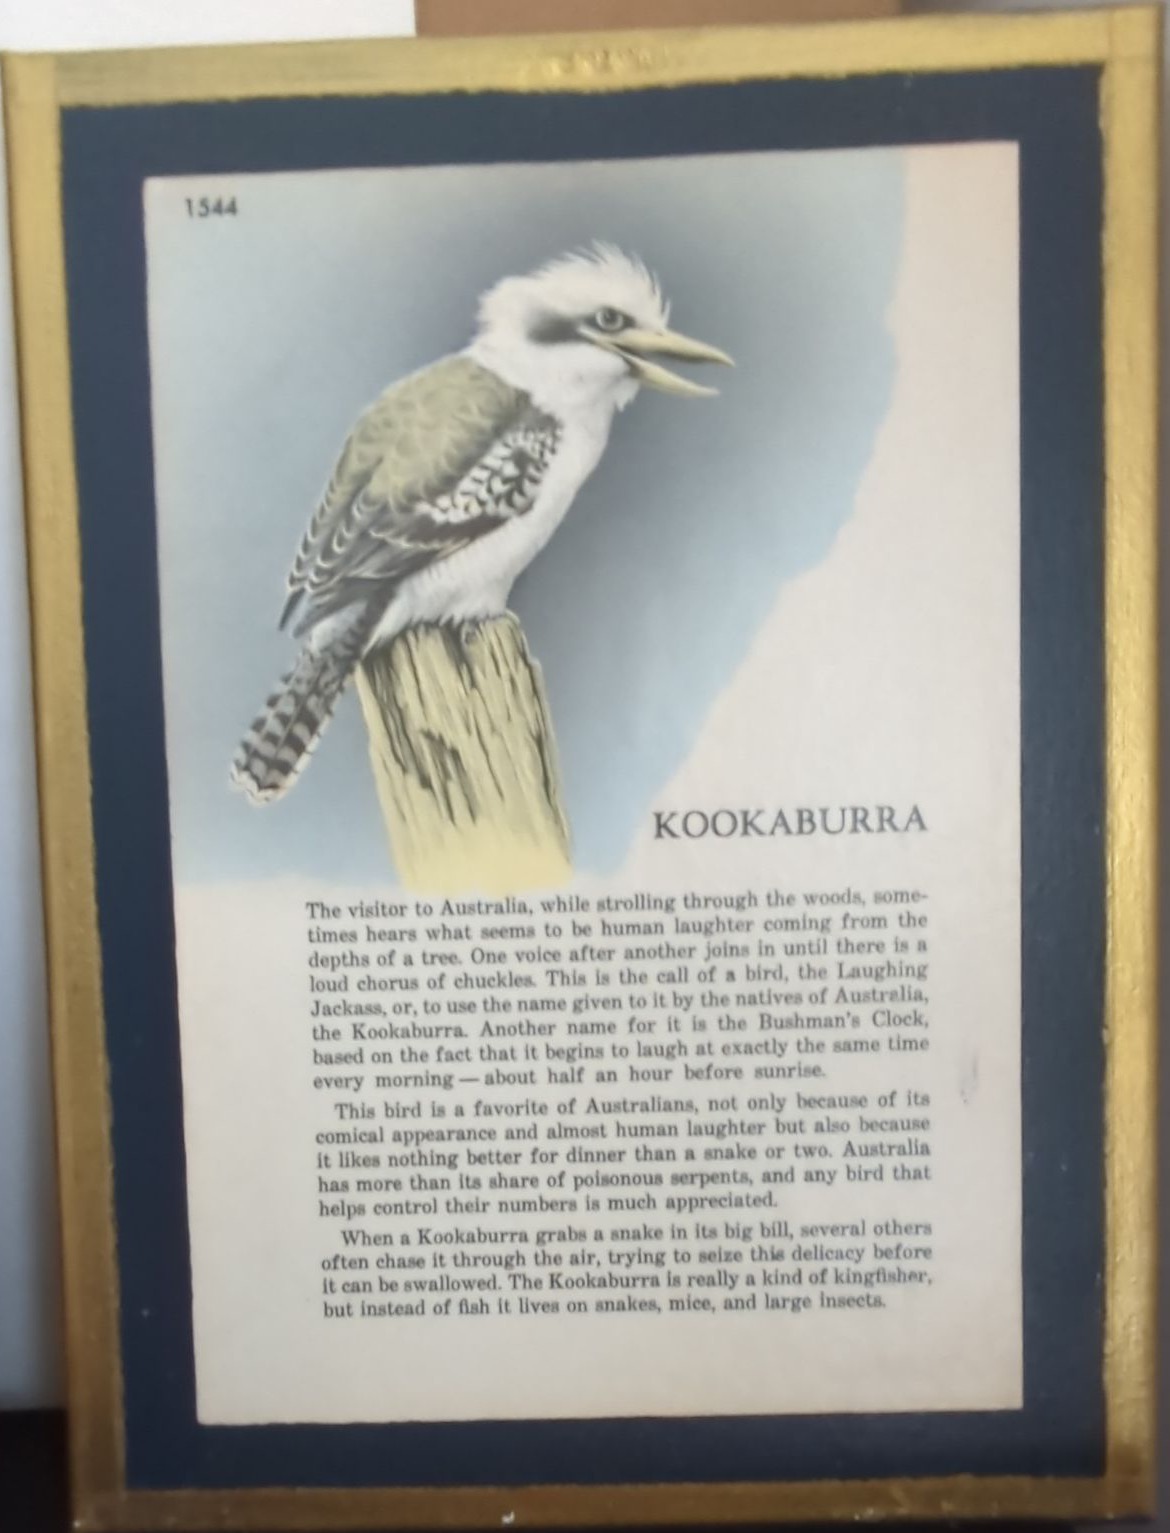 1544
KOOKABURRA
The visitor to Australia, while strolling through the woods, some-
times hears what seems to be human laughter coming from the
depths of a tree. One voice after another joins in until there is a
loud chorus of chuckles. This is the call of a bird, the Laughing
Jackass, or, to use the name given to it by the natives of Australia,
the Kookaburra. Another name for it is the Bushman's Clock,
based on the fact that it begins to laugh at exactly the same time
every morning — about half an hour before sunrise.
This bird is a favorite of Australians, not only because of its
comical appearance and almost human laughter but also because
it likes nothing better for dinner than a snake or two. Australia
has more than its share of poisonous serpents, and any bird that
helps control their numbers is much appreciated.
When a Kookaburra grabs a snake in its big bill, several others
often chase it through the air, trying to seize this delicacy before
it can be swallowed. The Kookaburra is really a kind of kingfisher,
but instead of fish it lives on snakes, mice, and large insects.